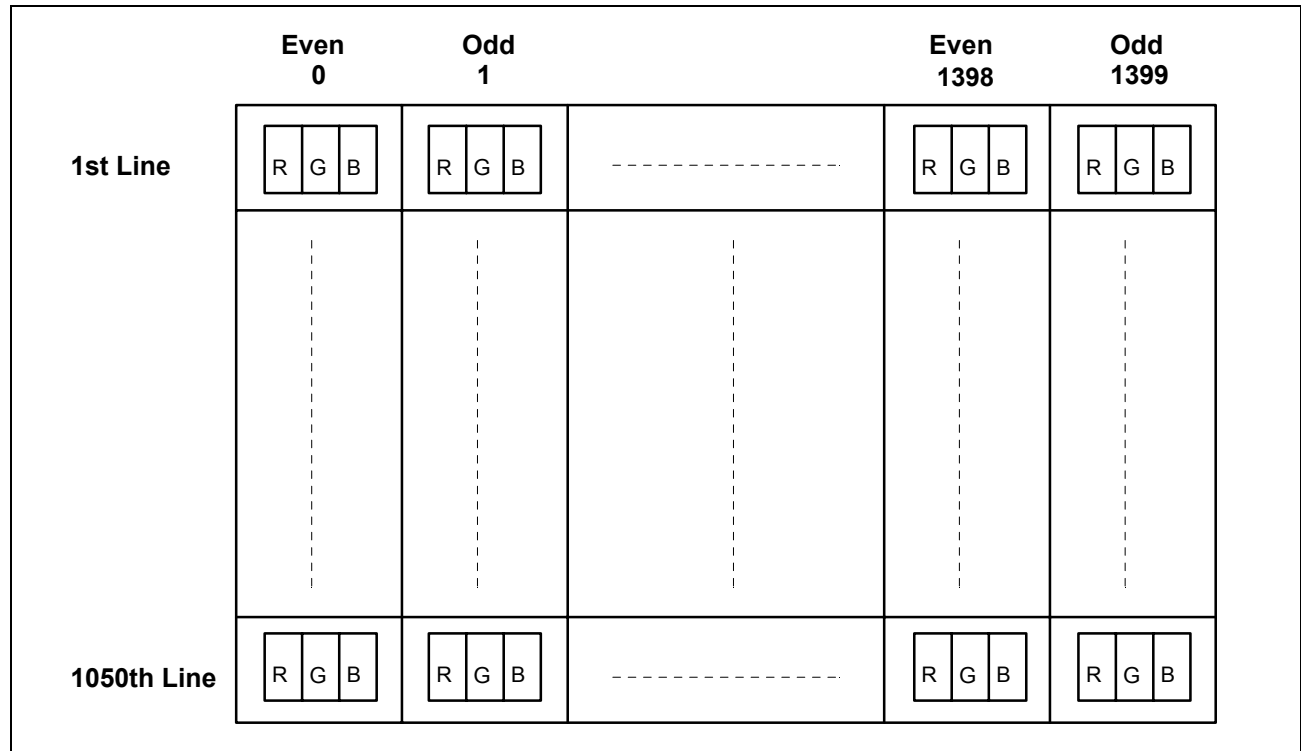 Even Odd Even Odd
0 1 1398 1399
1st Line R G B R G B R G B R G B
1050th Line R G B R G B R G B R G B